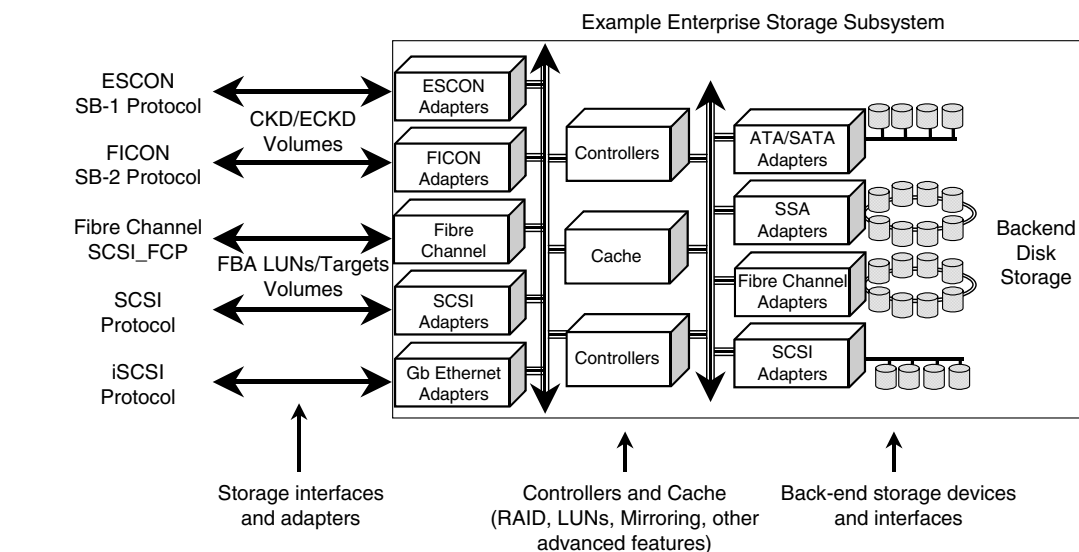 Example Enterprise Storage Subsystem
ESCON
SB-1 Protocol
CKD/ECKD
Volumes
FICON
SB-2 Protocol
Fibre Channel
SCSI_FCP
FBA LUNs/Targets
Volumes
SCSI
Protocol
iSCSI
Protocol
ESCON
Adapters
FICON
Adapters
Fibre
Channel
SCSI
Adapters
Gb Ethernet
Adapters
Controllers
Cache
Controllers
ATA/SATA
Adapters
SSA
Adapters
Fibre Channel
Adapters
SCSI
Adapters
Backend
Disk
Storage
Storage interfaces
and adapters
Controllers and Cache
(RAID, LUNs, Mirroring, other
advanced features)
Back-end storage devices
and interfaces